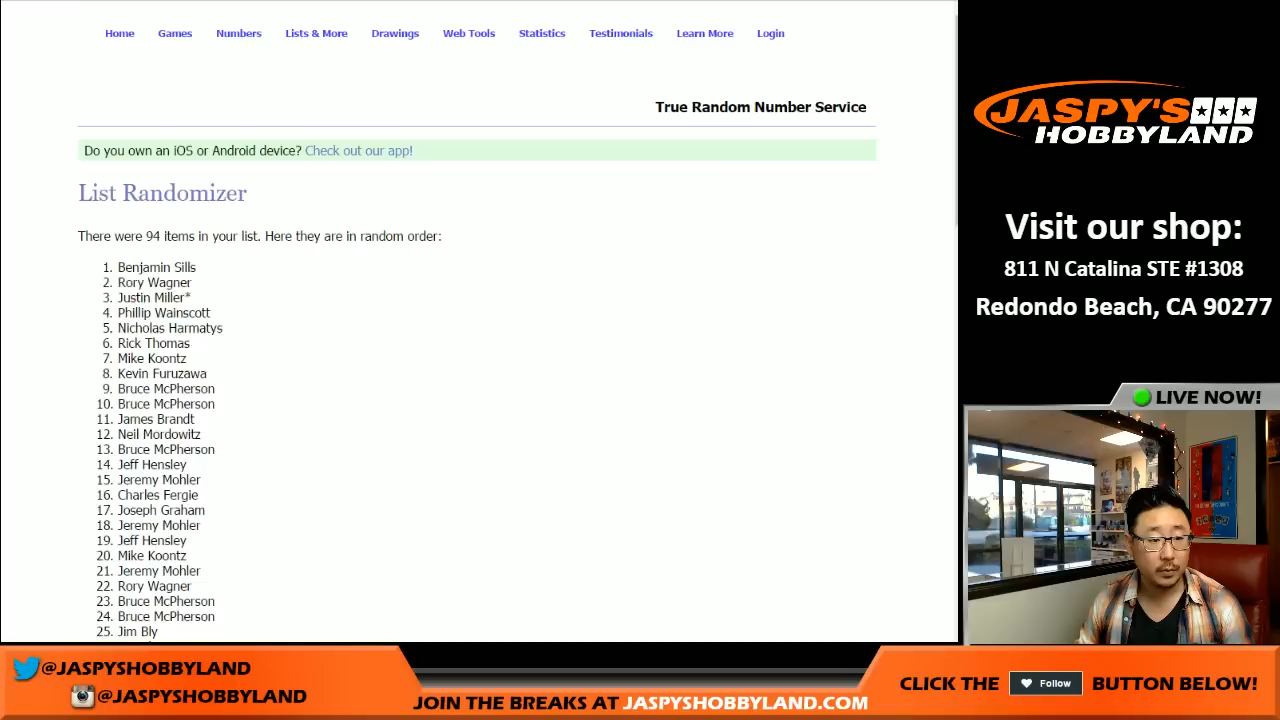 Home Games Numbers Lists & More Drawings Web Tools Statistics Testimonials Learn More Login
True Random Number Service
Do you own an iOS or Android device? Check out our app!
List Randomizer
There were 94 items in your list. Here they are in random order:
1. Benjamin Sills
2. Rory Wagner
3. Justin Miller*
4. Phillip Wainscott
5. Nicholas Harmatys
6. Rick Thomas
7. Mike Koontz
8. Kevin Furuzawa
9. Bruce McPherson
10. Bruce McPherson
11. James Brandt
12. Neil Mordowitz
13. Bruce McPherson
14. Jeff Hensley
15. Jeremy Mohler
16. Charles Fergie
17. Joseph Graham
18. Jeremy Mohler
19. Jeff Hensley
20. Mike Koontz
21. Jeremy Mohler
22. Rory Wagner
23. Bruce McPherson
24. Bruce McPherson
25. Jim Bly
JASPY'S
HOBBYLAND
Visit our shop:
811 N Catalina STE #1308
Redondo Beach, CA 90277
LIVE NOW!
@JASPYSHOBBYLAND
@JASPYSHOBBYLAND
JOIN THE BREAKS AT JASPYSHOBBYLAND.COM
CLICK THE Follow BUTTON BELOW!